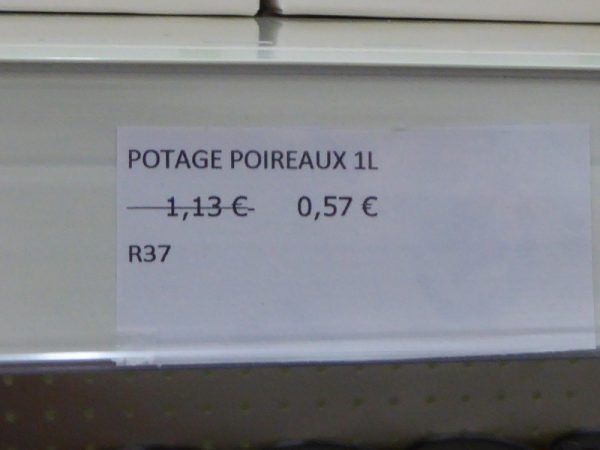 POTAGE POIREAUX 1L
1,13 € 0,57 €
R37